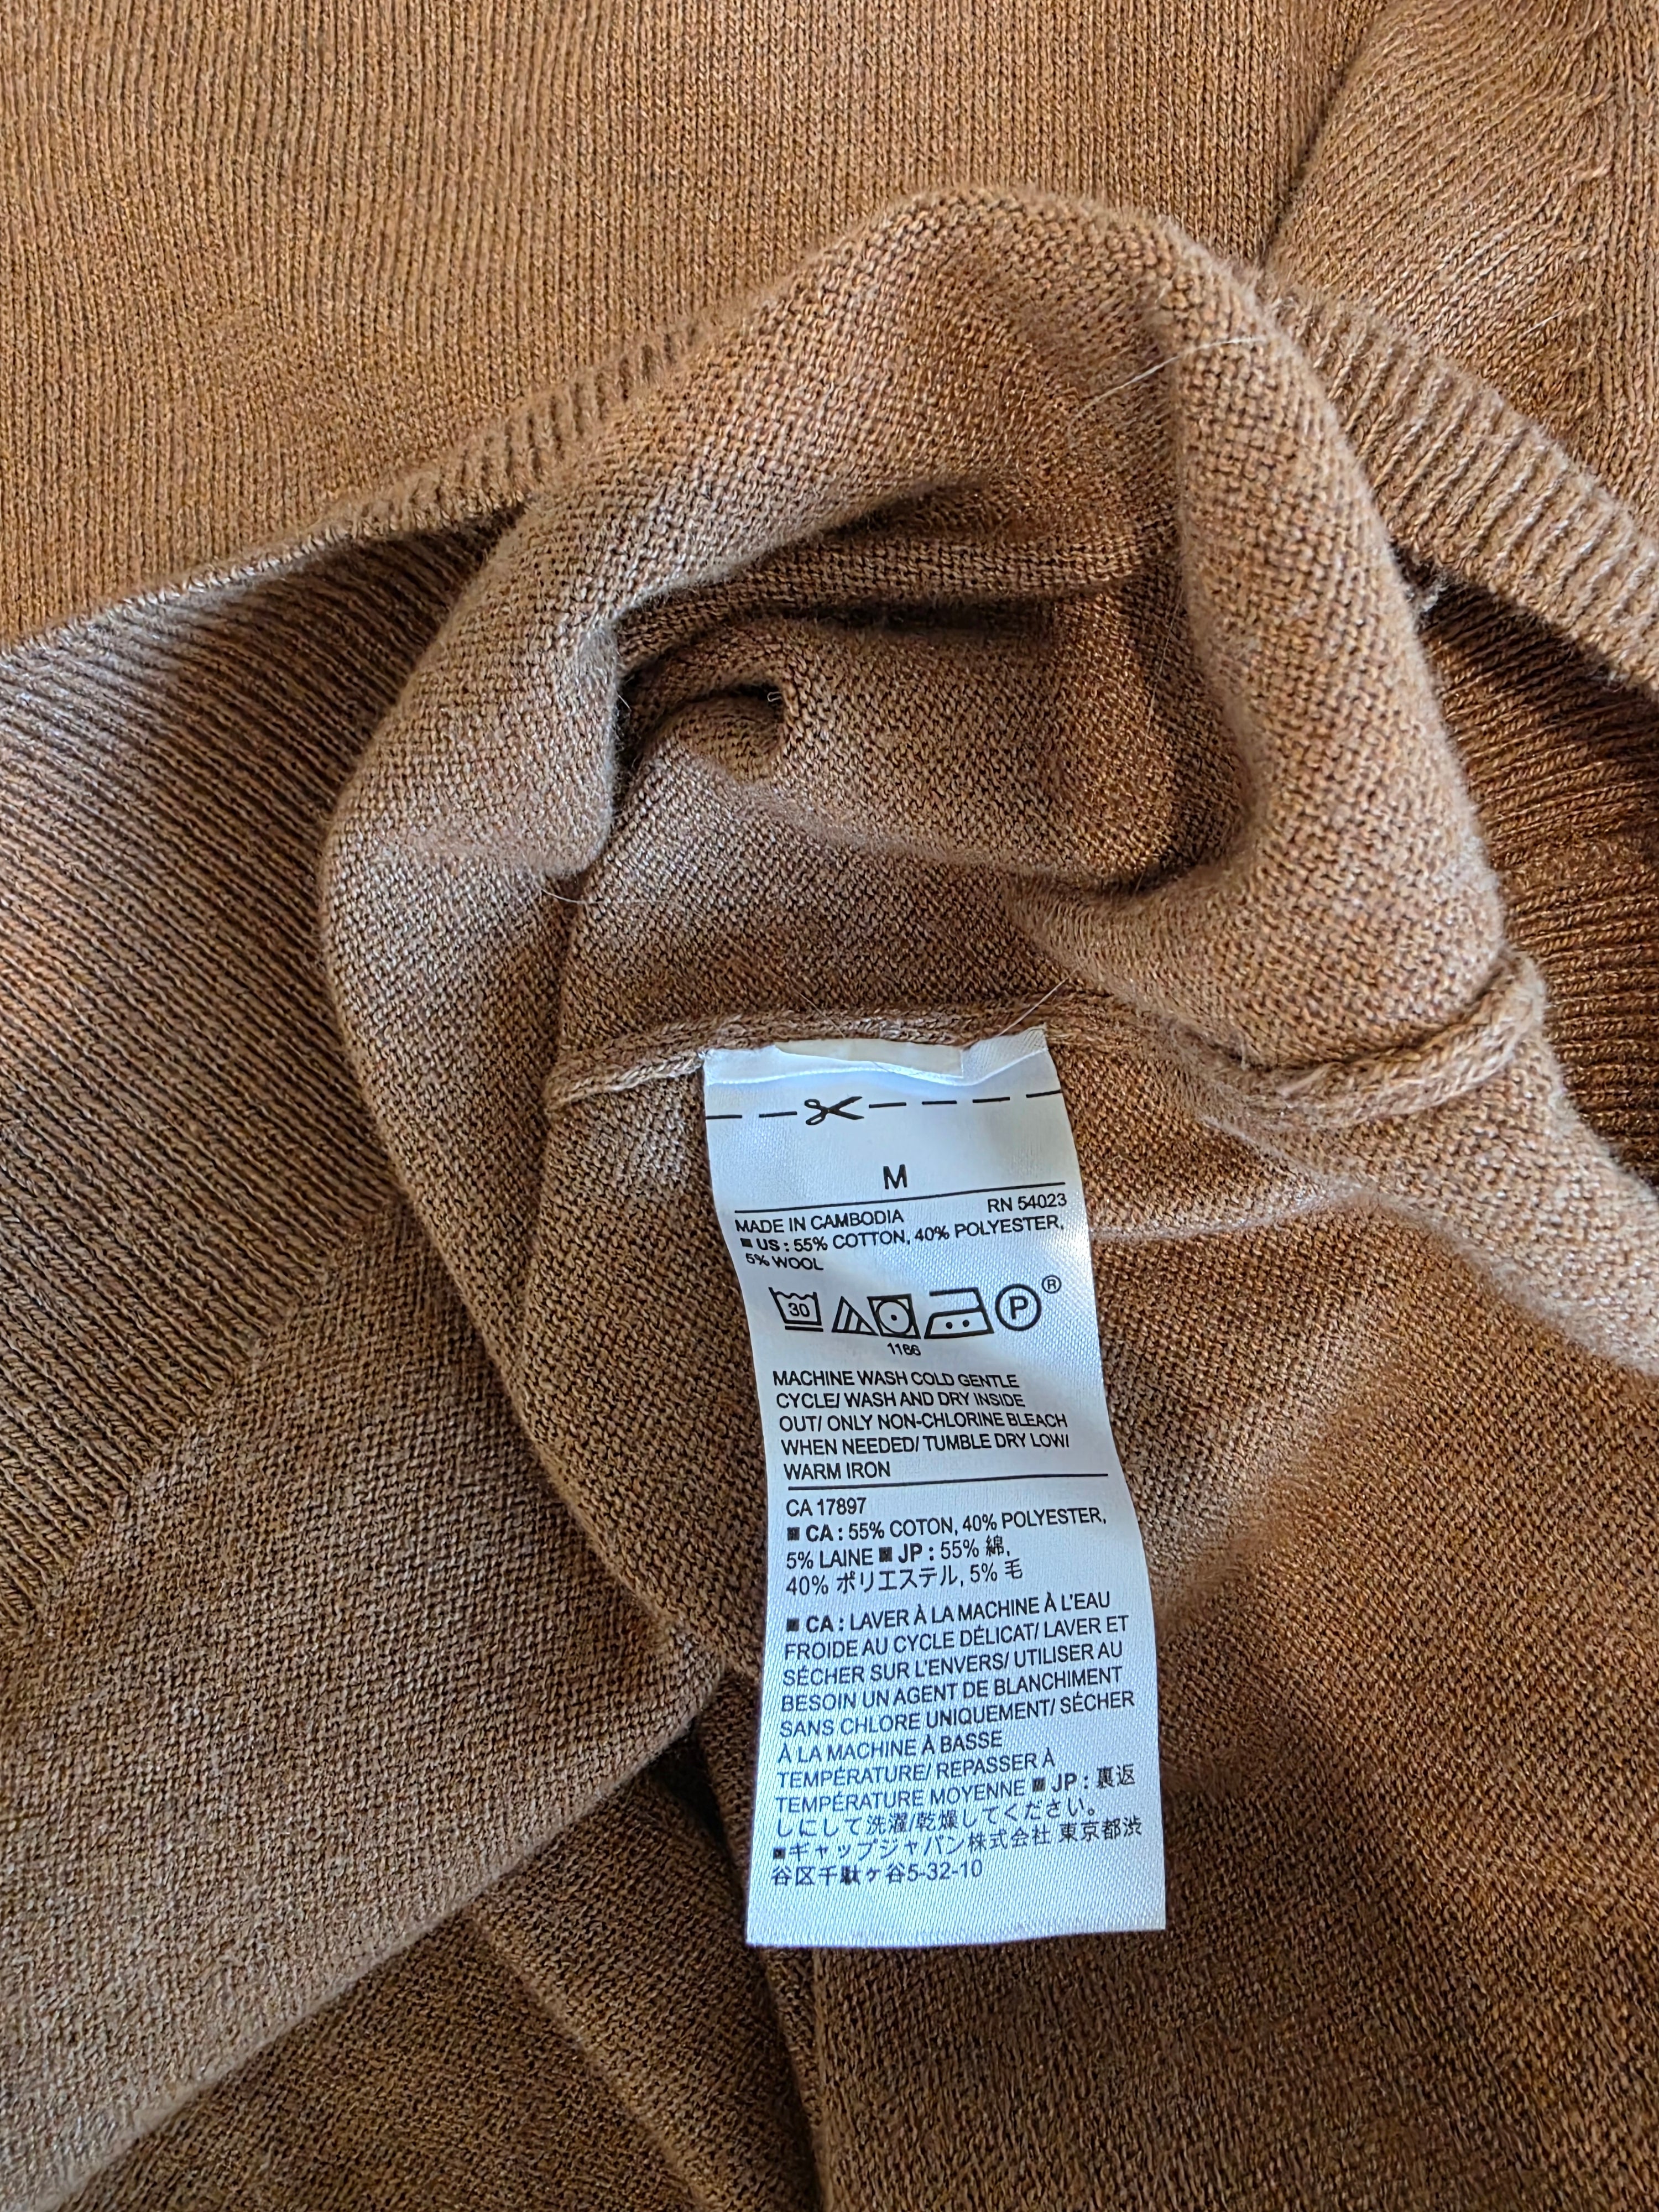 M
RN 54023
MADE IN CAMBODIA
■ US : 55% COTTON, 40% POLYESTER,
5% WOOL
30
P ®
1166
MACHINE WASH COLD GENTLE
CYCLE/ WASH AND DRY INSIDE
OUT/ ONLY NON-CHLORINE BLEACH
WHEN NEEDED/ TUMBLE DRY LOW/
WARM IRON
CA 17897
■ CA : 55% COTON, 40% POLYESTER,
5% LAINE ■ JP : 55% 綿,
40% ポリエステル, 5% 毛
■ CA : LAVER À LA MACHINE À L'EAU
FROIDE AU CYCLE DÉLICAT/ LAVER ET
SÉCHER SUR L'ENVERS/ UTILISER AU
BESOIN UN AGENT DE BLANCHIMENT
SANS CHLORE UNIQUEMENT/ SÉCHER
À LA MACHINE À BASSE
TEMPÉRATURE/ REPASSER À
TEMPÉRATURE MOYENNE ■ JP : 裏返
しにして洗濯/乾燥してください。
■ギャップジャパン株式会社 東京都渋
谷区千駄ヶ谷5-32-10